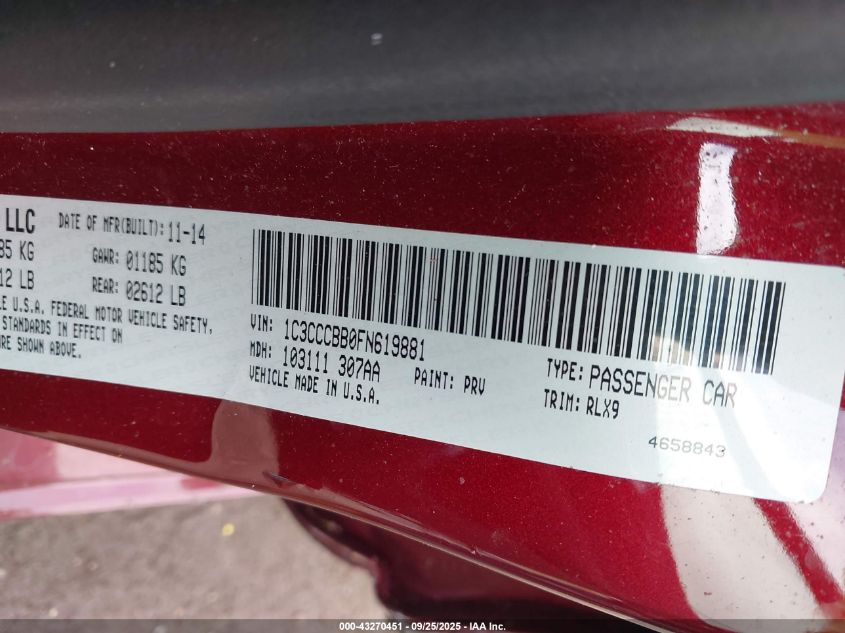 LLC DATE OF MFR(BUILT): 11-14
85 KG GAWR: 01185 KG
12 LB REAR: 02612 LB
LE U.S.A. FEDERAL MOTOR VEHICLE SAFETY,
STANDARDS IN EFFECT ON
RE SHOWN ABOVE.
VIN: 1C3CCCBB0FN619881
MDH: 103111 307AA PAINT: PRV
VEHICLE MADE IN U.S.A.
TYPE: PASSENGER CAR
TRIM: RLX9
4658843
000-43270451 • 09/25/2025 - IAA Inc.